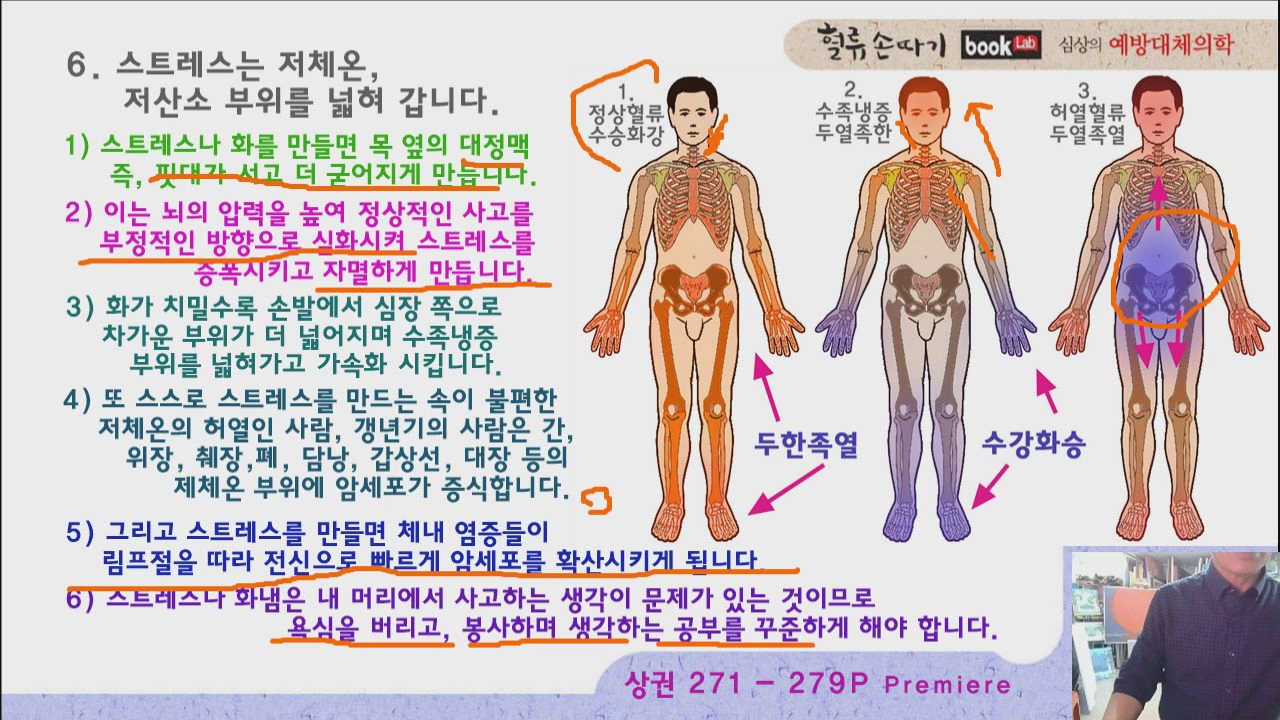 혈류 손따기 book Lab 심상의 예방대체의학
6. 스트레스는 저체온,
저산소 부위를 넓혀 갑니다.
1) 스트레스나 화를 만들면 목 옆의 대정맥
즉, 핏대가 서고 더 굳어지게 만듭니다.
2) 이는 뇌의 압력을 높여 정상적인 사고를
부정적인 방향으로 심화시켜 스트레스를
증폭시키고 자멸하게 만듭니다.
3) 화가 치밀수록 손발에서 심장 쪽으로
차가운 부위가 더 넓어지며 수족냉증
부위를 넓혀가고 가속화 시킵니다.
4) 또 스스로 스트레스를 만드는 속이 불편한
저체온의 허열인 사람, 갱년기의 사람은 간,
위장, 췌장,폐, 담낭, 갑상선, 대장 등의
제체온 부위에 암세포가 증식합니다.
5) 그리고 스트레스를 만들면 체내 염증들이
림프절을 따라 전신으로 빠르게 암세포를 확산시키게 됩니다.
6) 스트레스나 화냄은 내 머리에서 사고하는 생각이 문제가 있는 것이므로
욕심을 버리고, 봉사하며 생각하는 공부를 꾸준하게 해야 합니다.
1.
정상혈류
수승화강
2.
수족냉증
두열족한
3.
허열혈류
두열족열
두한족열
수강화승
상권 271 - 279P Premiere